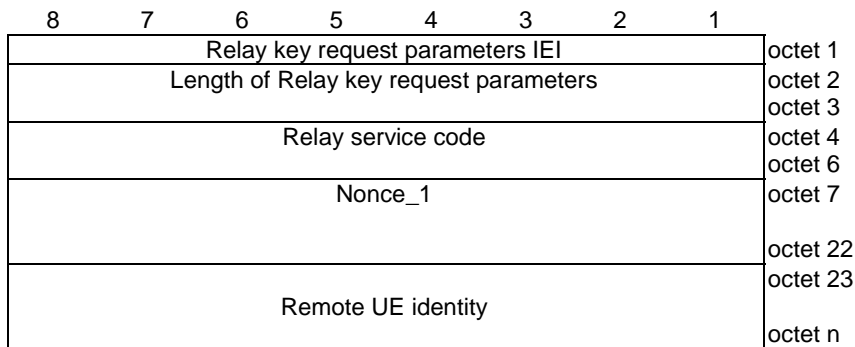 8 7 6 5 4 3 2 1
Relay key request parameters IEI octet 1
Length of Relay key request parameters octet 2
octet 3
Relay service code octet 4
octet 6
Nonce_1 octet 7
octet 22
octet 23
Remote UE identity
octet n